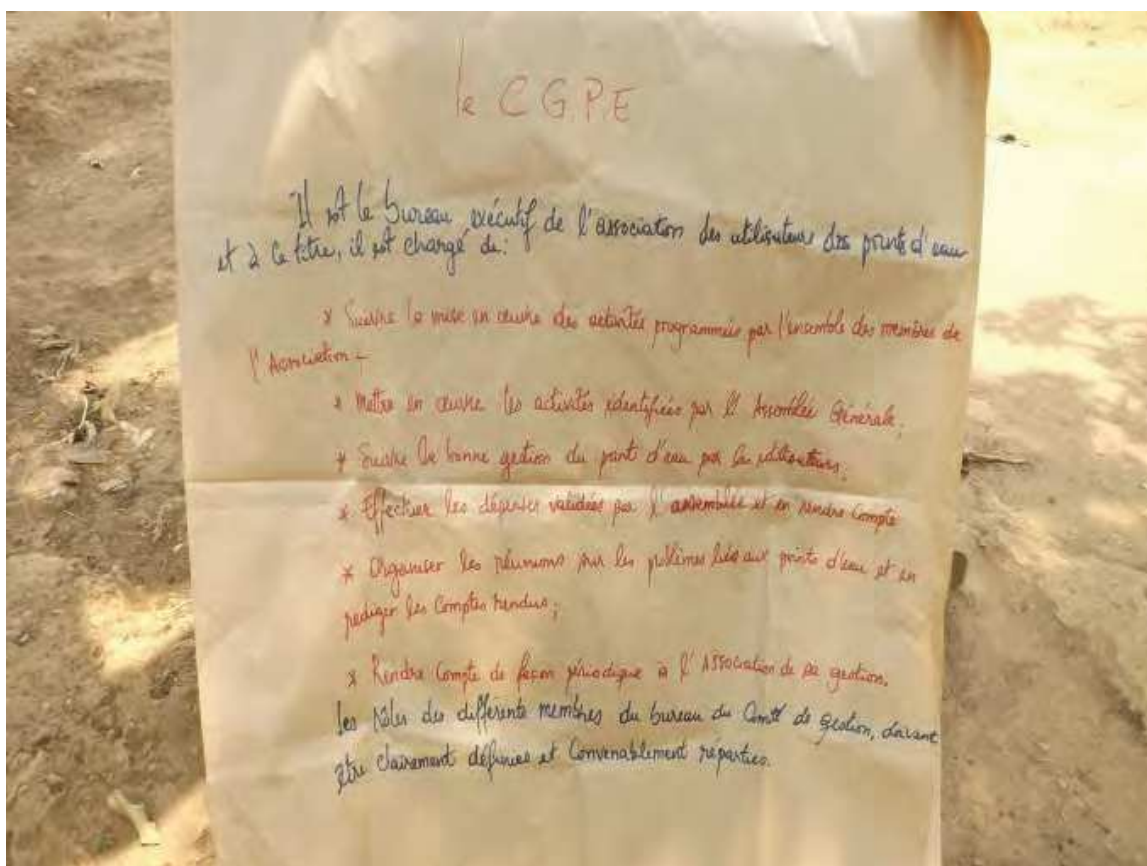 le C.G.P.E
Il est le bureau exécutif de l'association des utilisateurs des points d'eau
et à ce titre, il est chargé de:
* Suivre la mise en œuvre des activités programmées par l'ensemble des membres de
l'Association -
* Mettre en œuvre les activités identifiées par l'Assemblée Générale;
* Suivre la bonne gestion du point d'eau par les utilisateurs,
* Effectuer les dépenses validées par l'assemblée et en rendre Compte
* Organiser les réunions sur les problèmes liés aux points d'eau et en
rediger les Comptes rendus;
* Rendre Compte de façon périodique à l'Association de sa gestion.
les rôles des différents membres du bureau du Comité de gestion, doivent
être clairement définies et Convenablement réparties.